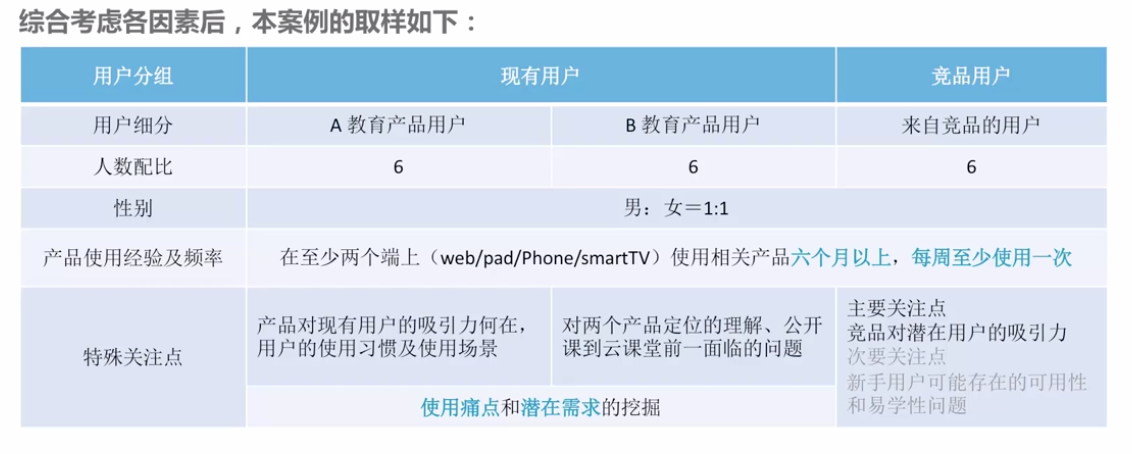 综合考虑各因素后，本案例的取样如下：
用户分组 现有用户 竞品用户
用户细分 A 教育产品用户 B 教育产品用户 来自竞品的用户
人数配比 6 6 6
性别 男：女＝1:1
产品使用经验及频率 在至少两个端上（web/pad/Phone/smartTV）使用相关产品六个月以上，每周至少使用一次
特殊关注点
产品对现有用户的吸引力何在，
用户的使用习惯及使用场景
对两个产品定位的理解、公开
课到云课堂前一面临的问题
使用痛点和潜在需求的挖掘
主要关注点
竞品对潜在用户的吸引力
次要关注点
新手用户可能存在的可用性
和易学性问题